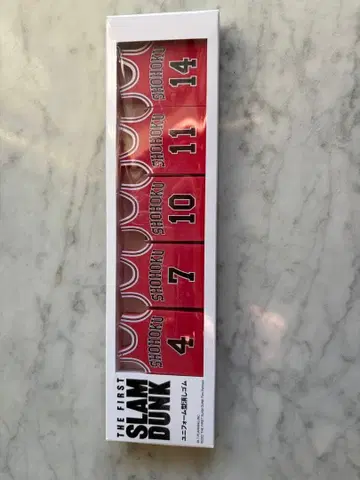 THE FIRST
SLAM
DUNK
ユニフォーム型消しゴム
SHOHOKU
4
SHOHOKU
7
SHOHOKU
10
SHOHOKU
11
SHOHOKU
14